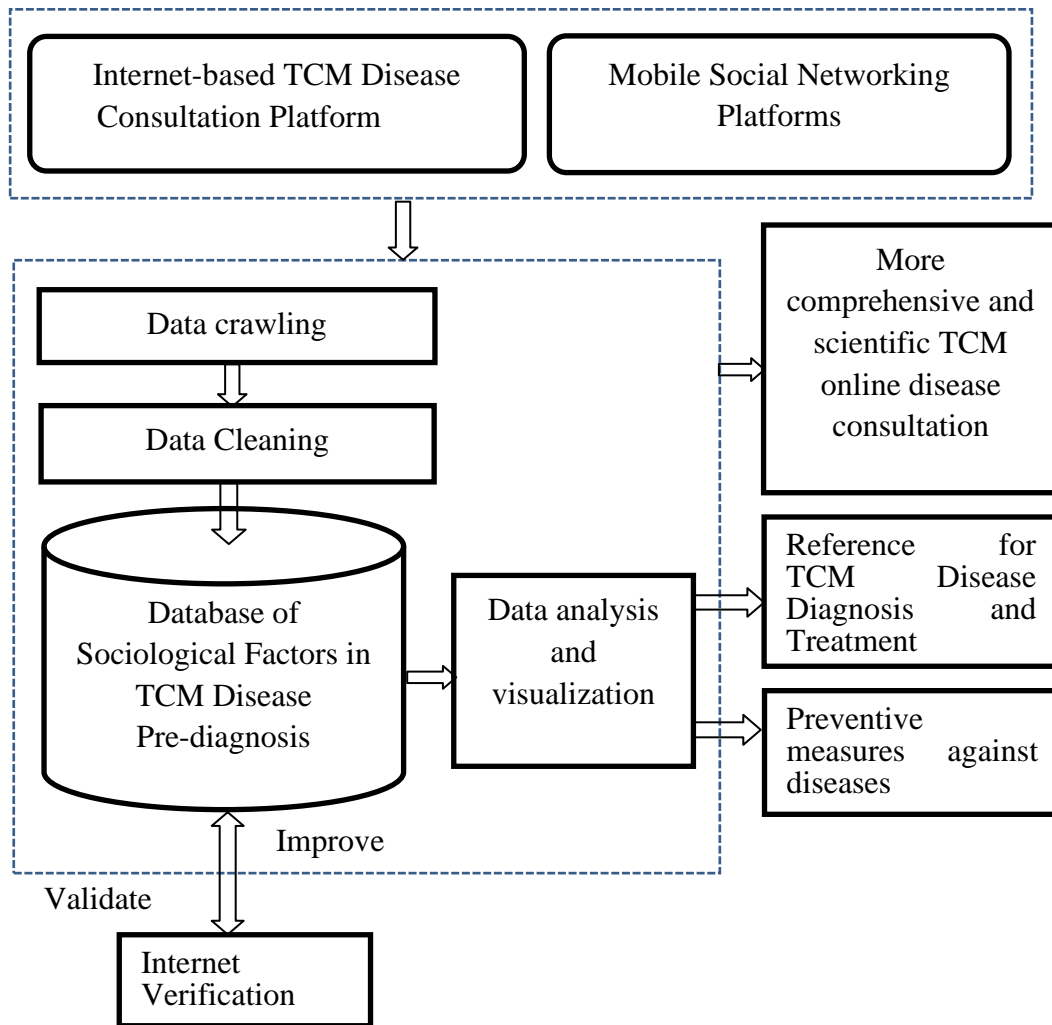 Internet-based TCM Disease
Consultation Platform
Mobile Social Networking
Platforms
Data crawling
Data Cleaning
Database of
Sociological Factors in
TCM Disease
Pre-diagnosis
Data analysis
and
visualization
More
comprehensive and
scientific TCM
online disease
consultation
Reference for
TCM Disease
Diagnosis and
Treatment
Preventive
measures against
diseases
Improve
Validate
Internet
Verification